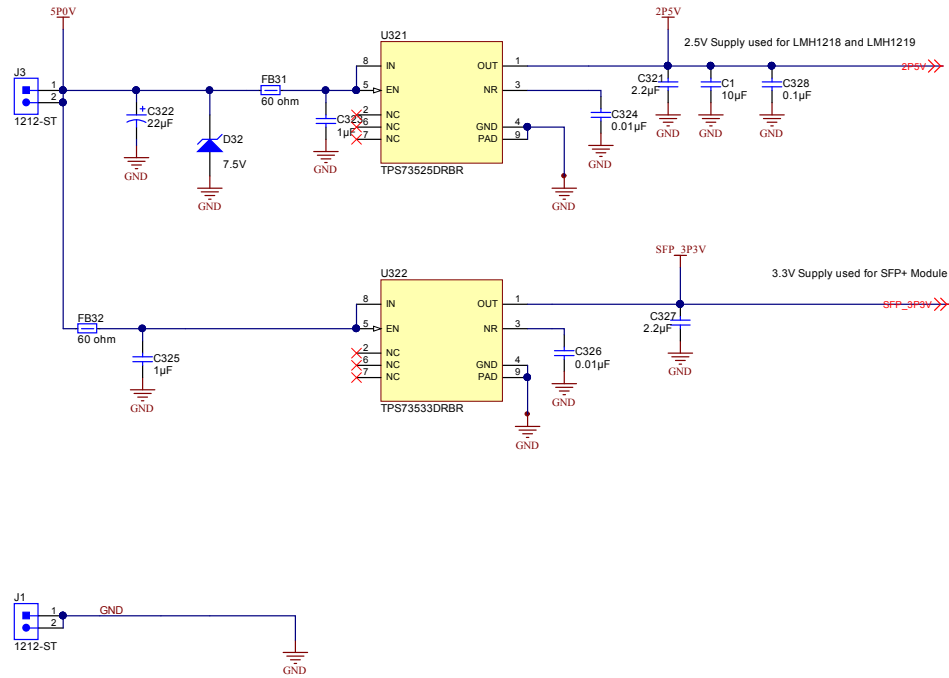 5P0V
2P5V
U321
2.5V Supply used for LMH1218 and LMH1219
J3
8
IN
OUT
1
2P5V
FB31
C321
C1
C328
1
5
EN
NR
3
2.2µF
10µF
0.1µF
2
60 ohm
C322
C323
2
NC
C324
1212-ST
22µF
1µF
6
NC
GND
4
0.01µF
GND
GND
GND
D32
7
NC
PAD
9
7.5V
GND
GND
TPS73525DRBR
GND
GND
GND
SFP_3P3V
U322
3.3V Supply used for SFP+ Module
8
IN
OUT
1
SFP_3P3V
FB32
C327
5
EN
NR
3
2.2µF
60 ohm
C325
2
NC
C326
1µF
6
NC
GND
4
0.01µF
GND
7
NC
PAD
9
GND
TPS73533DRBR
GND
GND
J1
1
GND
2
1212-ST
GND